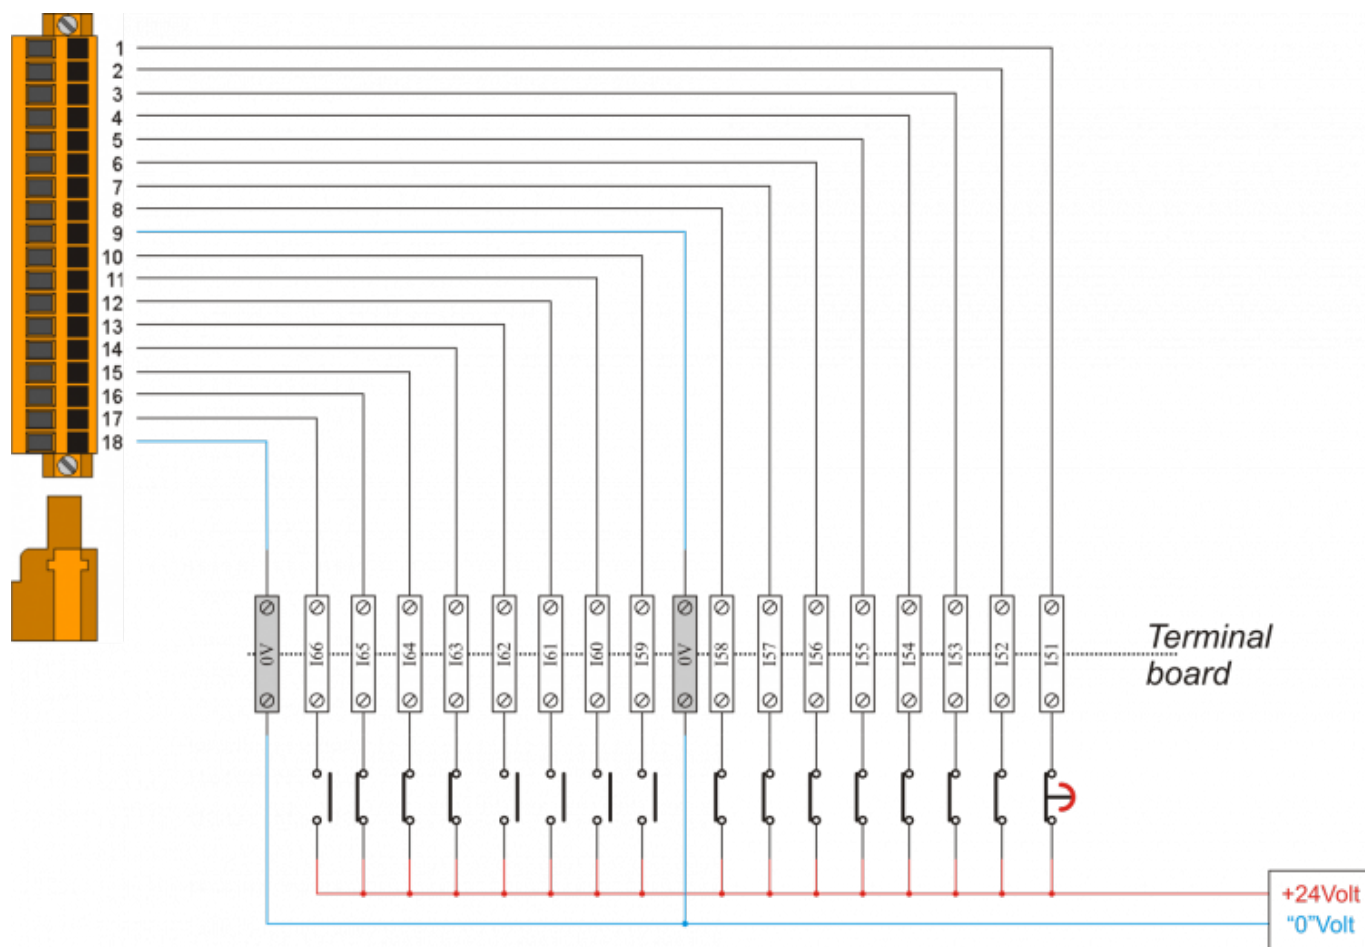 1
2
3
4
5
6
7
8
9
10
11
12
13
14
15
16
17
18
0V
I66
I65
I64
I63
I62
I61
I60
I59
0V
I58
I57
I56
I55
I54
I53
I52
I51
Terminal
board
+24Volt
“0”Volt